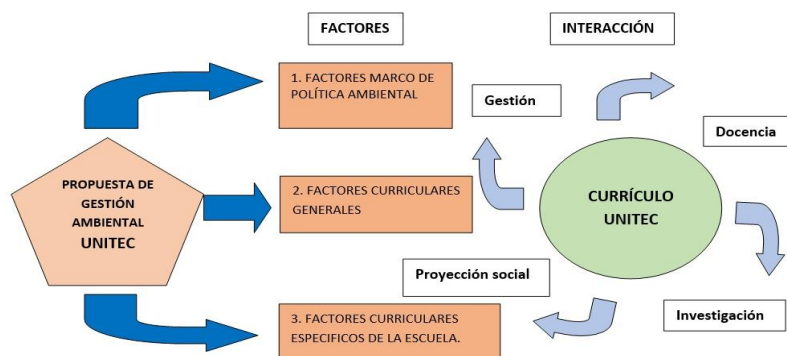 FACTORES
INTERACCIÓN
1. FACTORES MARCO DE
POLÍTICA AMBIENTAL
Gestión
Docencia
PROPUESTA DE
GESTIÓN
AMBIENTAL
UNITEC
2. FACTORES CURRICULARES
GENERALES
CURRÍCULO
UNITEC
Proyección social
3. FACTORES CURRICULARES
ESPECIFICOS DE LA ESCUELA.
Investigación